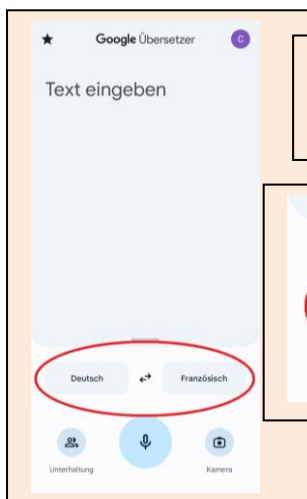 Google Übersetzer C
Text eingeben
Deutsch Französisch
Unterhaltung Kamera